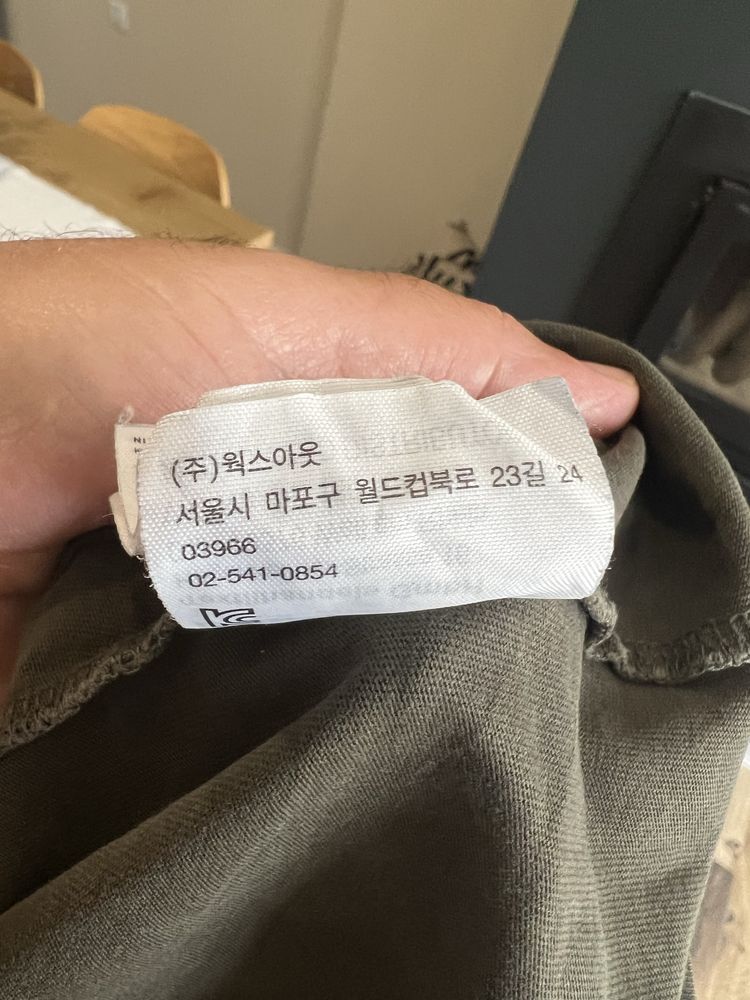 (주)웍스아웃
서울시 마포구 월드컵북로 23길 24
03966
02-541-0854